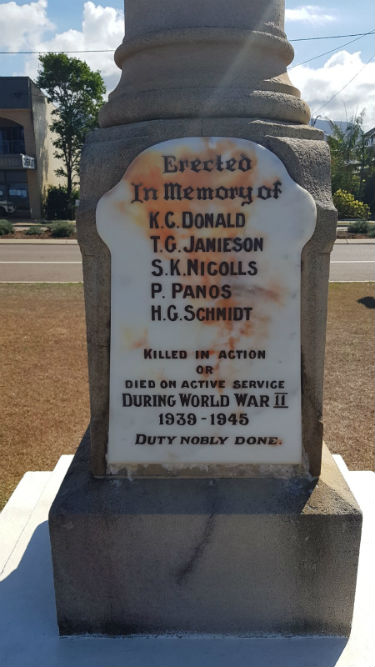 Erected
In Memory of
K.C.DONALD
T.G.JAMIESON
S.K.NICOLLS
P. PANOS
H.G.SCHMIDT
KILLED IN ACTION
OR
DIED ON ACTIVE SERVICE
DURING WORLD WAR II
1939-1945
DUTY NOBLY DONE.